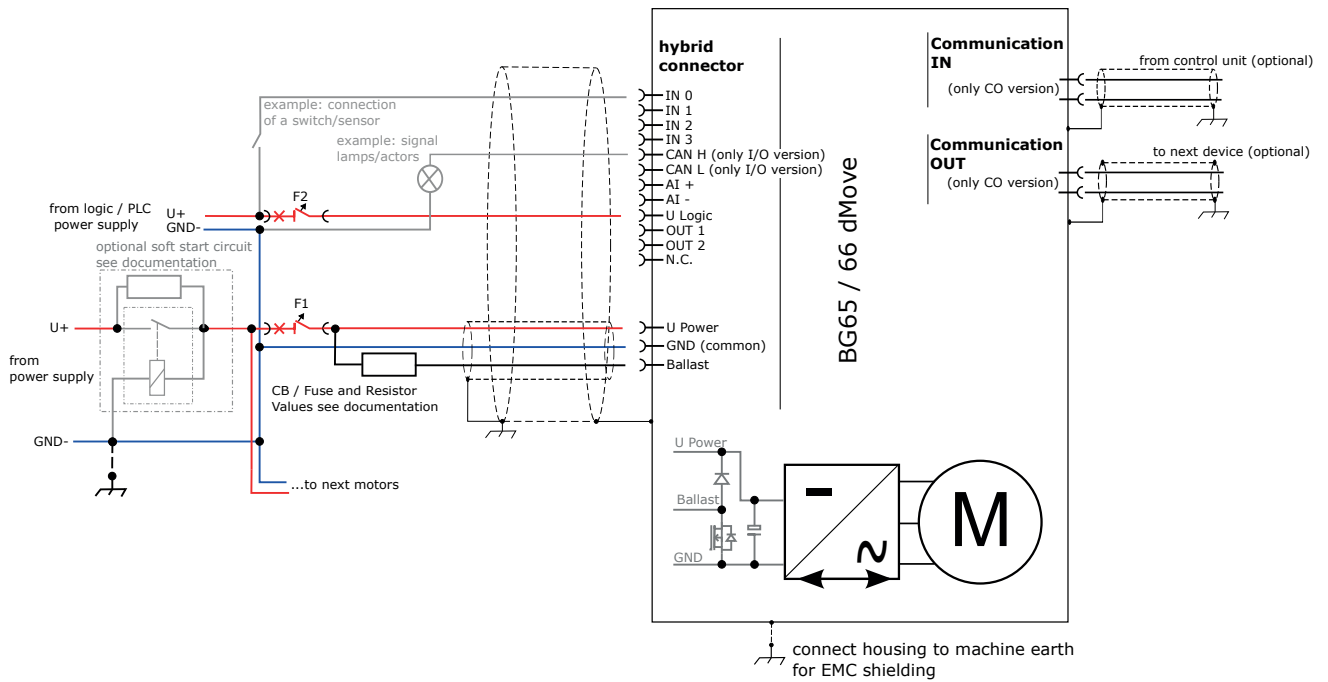 hybrid
connector
IN 0
IN 1
IN 2
IN 3
CAN H (only I/O version)
CAN L (only I/O version)
AI +
AI -
U Logic
OUT 1
OUT 2
N.C.
U Power
GND (common)
Ballast
BG65 / 66 dMove
Communication
IN
(only CO version)
from control unit (optional)
Communication
OUT
(only CO version)
to next device (optional)
example: connection
of a switch/sensor
example: signal
lamps/actors
F2
from logic / PLC
power supply
U+
GND-
optional soft start circuit
see documentation
F1
U+
from
power supply
CB / Fuse and Resistor
Values see documentation
GND-
...to next motors
U Power
Ballast
GND
M
connect housing to machine earth
for EMC shielding